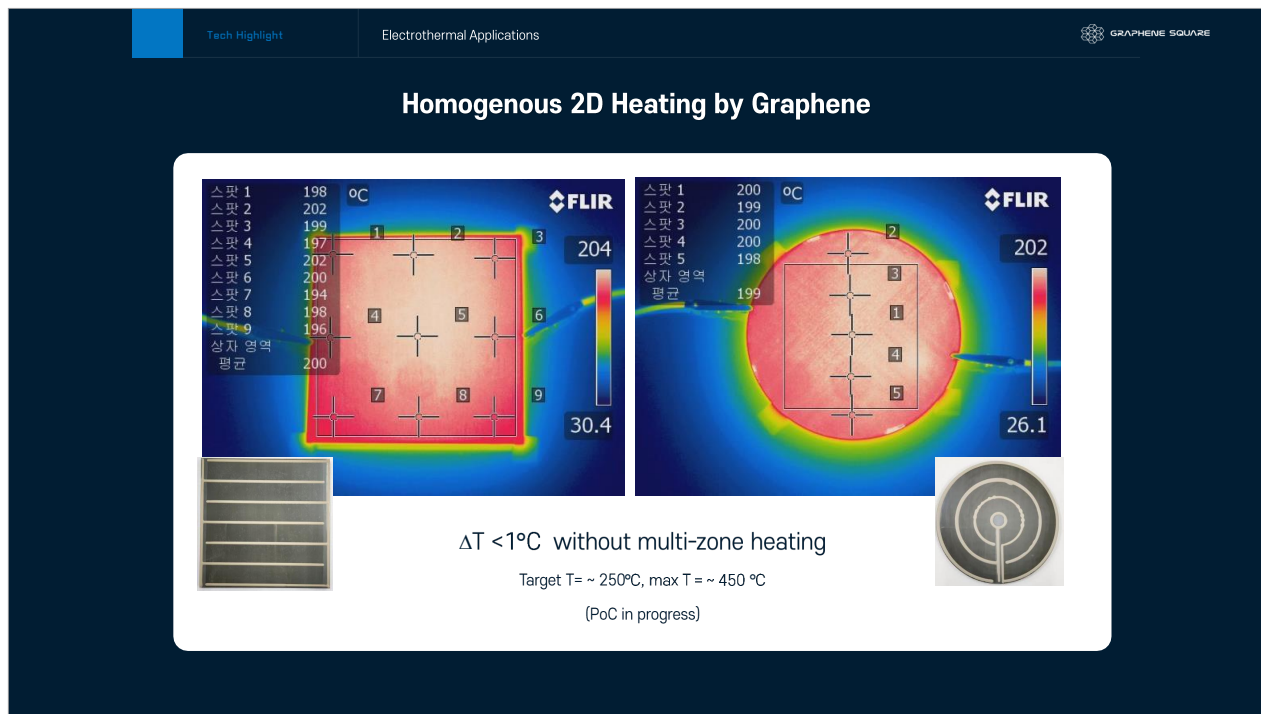 Tech Highlight
Electrothermal Applications
GRAPHENE SQUARE
Homogenous 2D Heating by Graphene
스팟 1 198 ºC
스팟 2 202
스팟 3 199
스팟 4 197
스팟 5 202
스팟 6 200
스팟 7 194
스팟 8 198
스팟 9 196
상자 영역
평균 200
FLIR
204
30.4
1
2
3
4
5
6
7
8
9
스팟 1 200 ºC
스팟 2 199
스팟 3 200
스팟 4 200
스팟 5 198
상자 영역
평균 199
FLIR
202
26.1
2
3
1
4
5
ΔT <1°C without multi-zone heating
Target T= ~ 250°C, max T = ~ 450 °C
(PoC in progress)